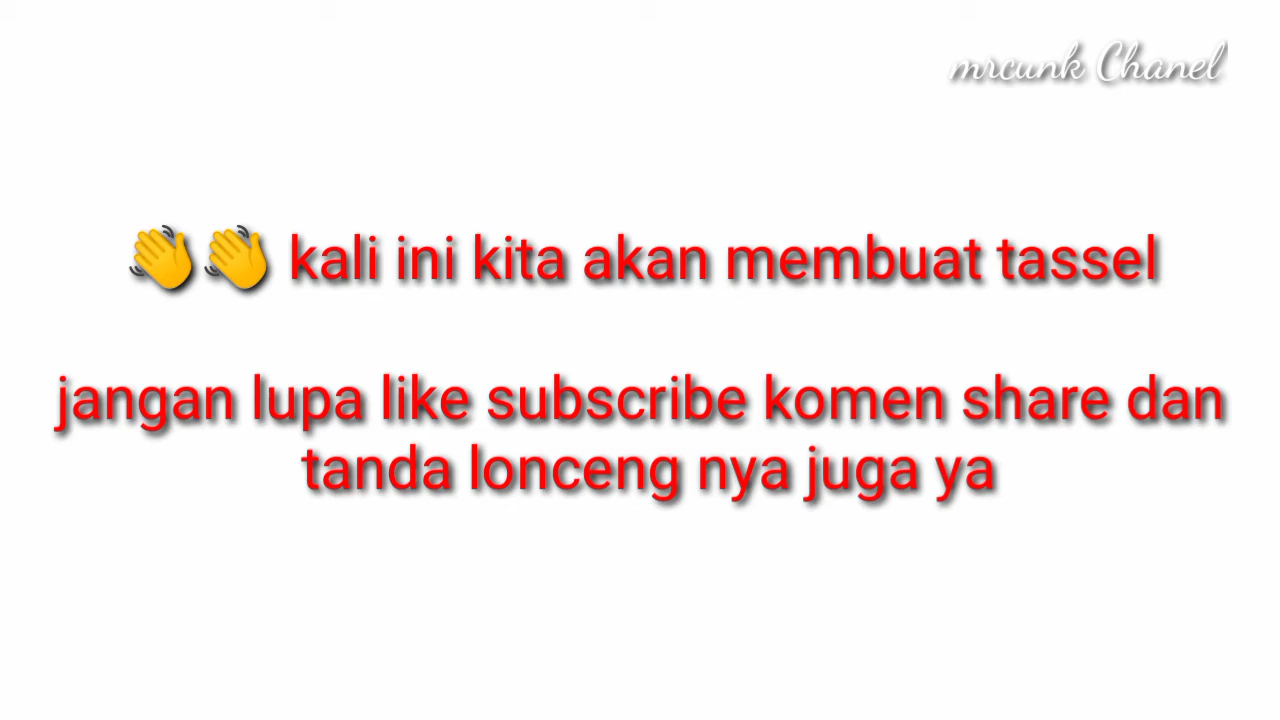 mrcunk Chanel
👋👋 kali ini kita akan membuat tassel
jangan lupa like subscribe komen share dan
tanda lonceng nya juga ya